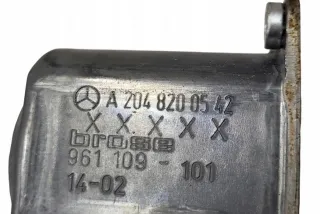 A 204 820 05 42
X X X X X
brose
961 109 - 101
14-02